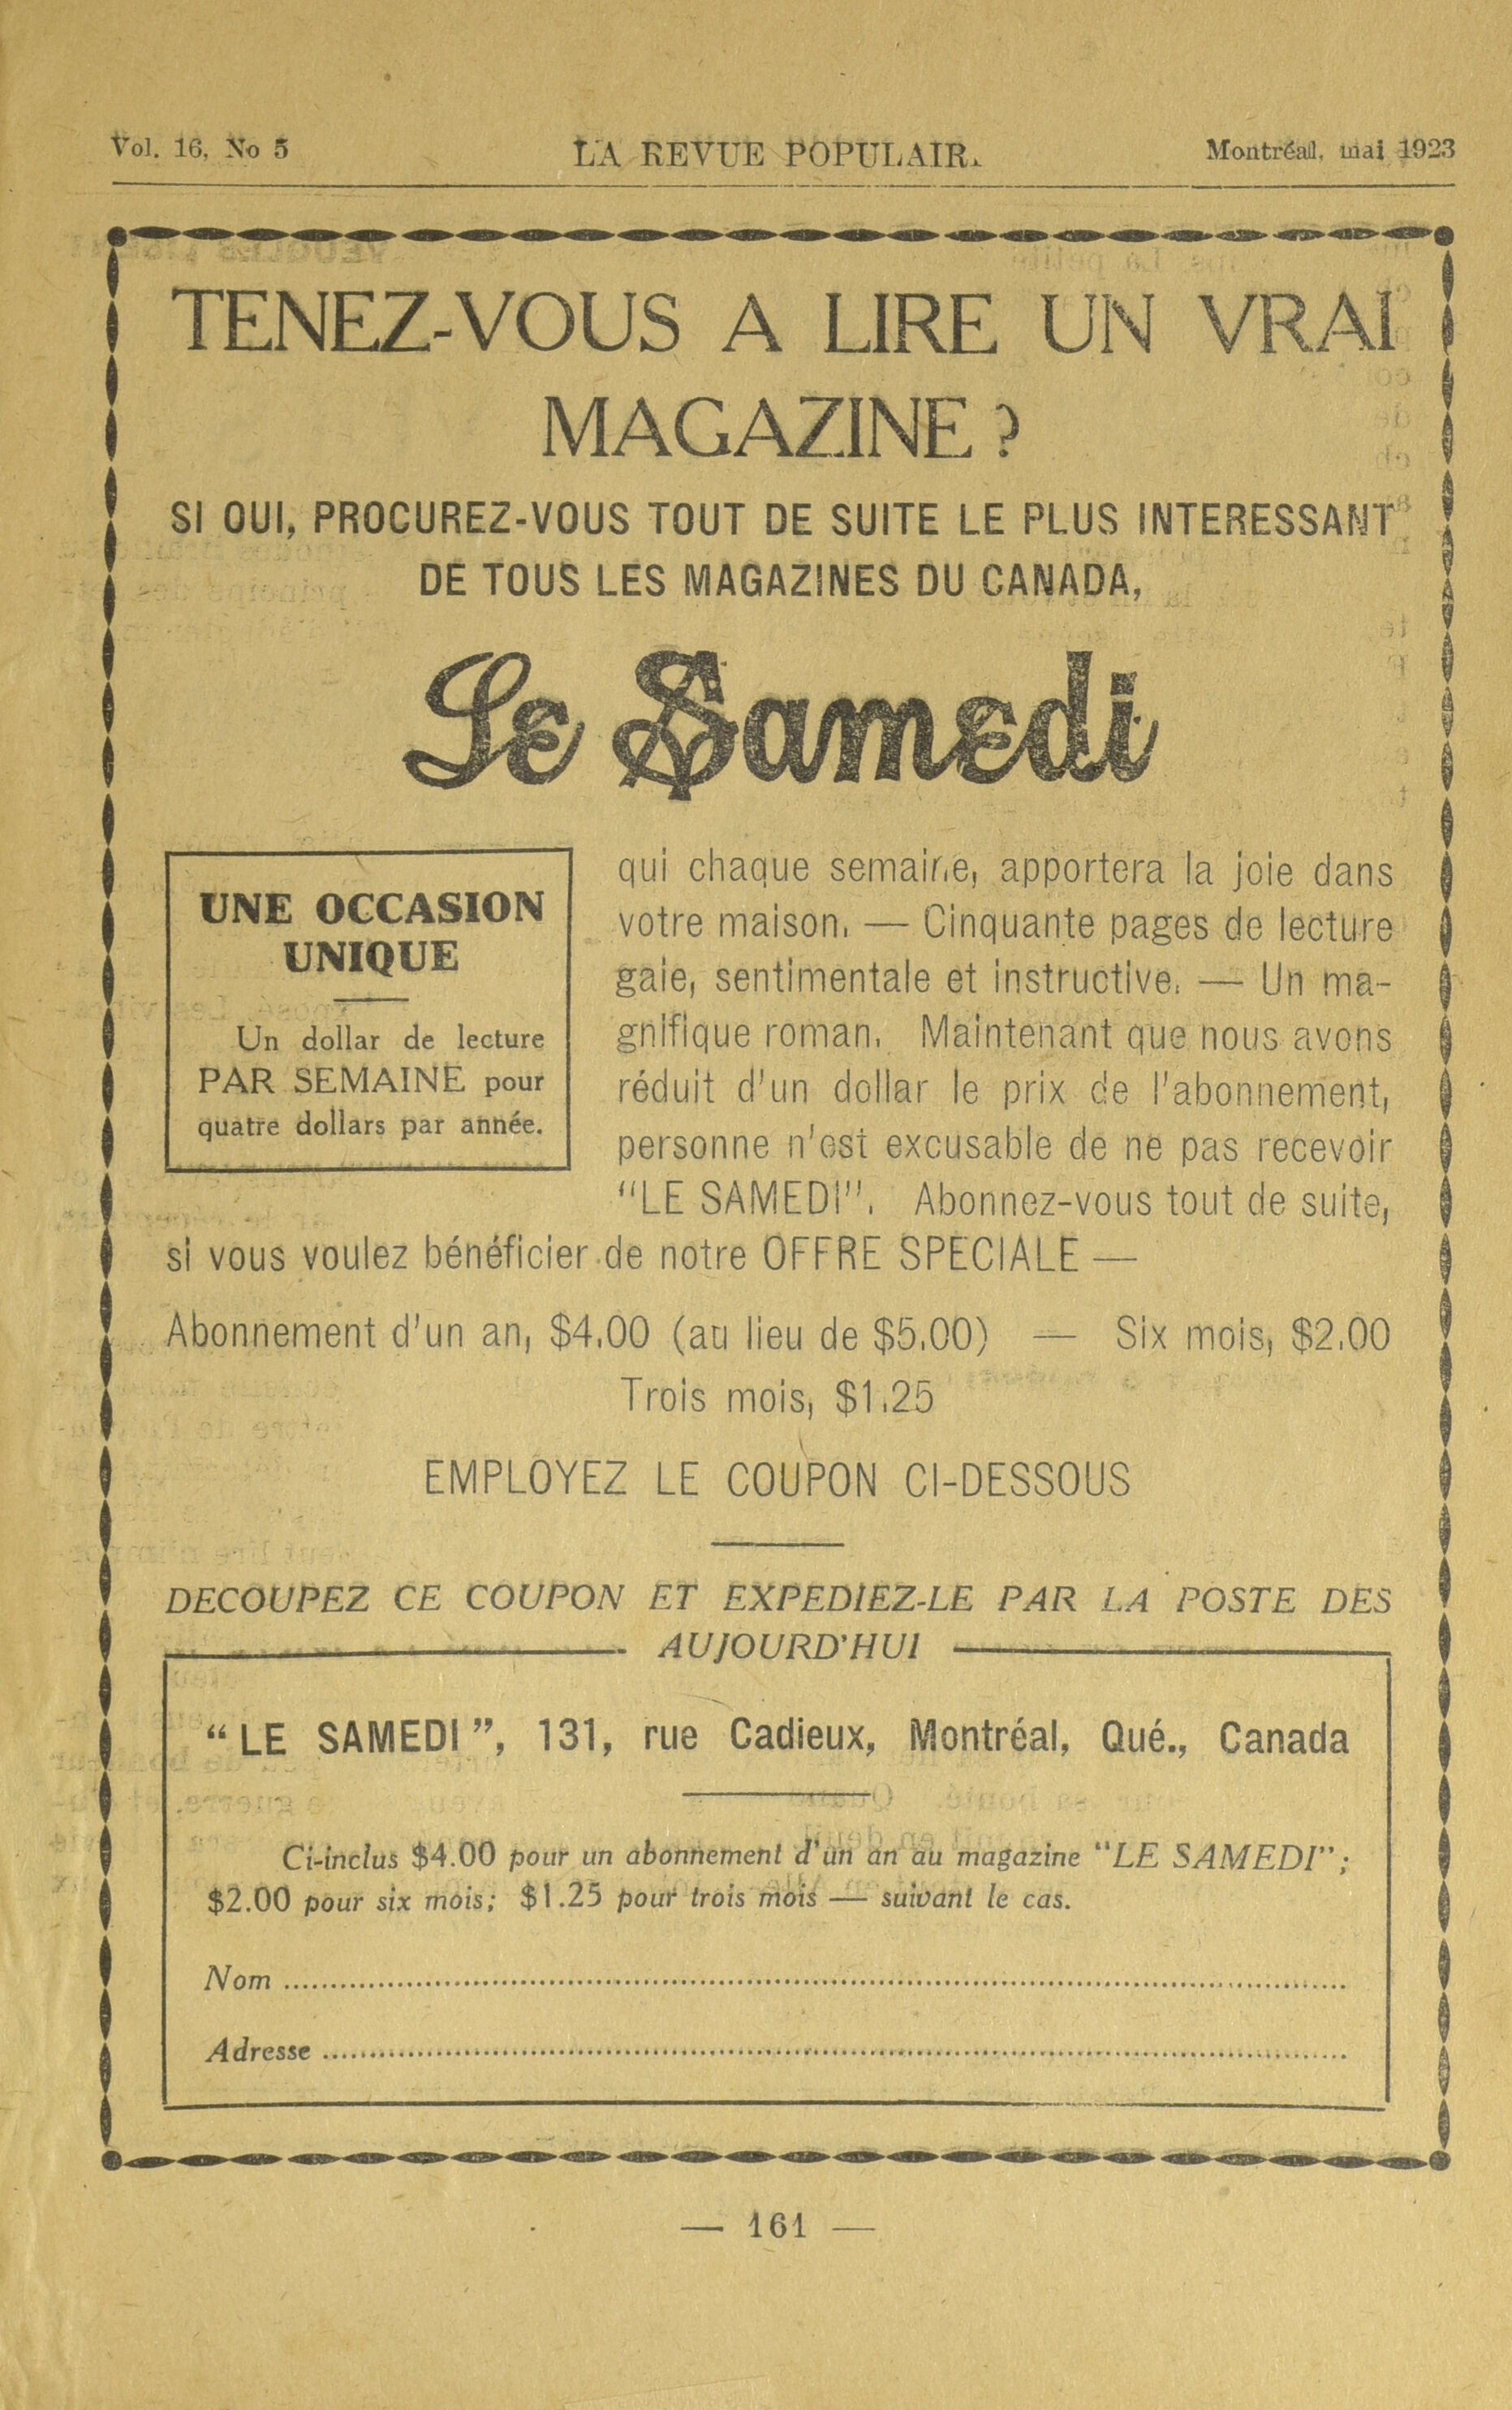 Vol. 16, No 5 LA REVUE POPULAIR. Montréal, mai 1923
TENEZ-VOUS A LIRE UN VRAI
MAGAZINE ?
SI OUI, PROCUREZ-VOUS TOUT DE SUITE LE PLUS INTERESSANT
DE TOUS LES MAGAZINES DU CANADA,
Le Samedi
UNE OCCASION
UNIQUE
Un dollar de lecture
PAR SEMAINE pour
quatre dollars par année.
qui chaque semaine, apportera la joie dans
votre maison. — Cinquante pages de lecture
gaie, sentimentale et instructive. — Un ma-
gnifique roman. Maintenant que nous avons
réduit d'un dollar le prix de l'abonnement,
personne n'est excusable de ne pas recevoir
"LE SAMEDI". Abonnez-vous tout de suite,
si vous voulez bénéficier de notre OFFRE SPECIALE —
Abonnement d'un an, $4.00 (au lieu de $5.00) — Six mois, $2.00
Trois mois, $1.25
EMPLOYEZ LE COUPON CI-DESSOUS
DECOUPEZ CE COUPON ET EXPEDIEZ-LE PAR LA POSTE DES
AUJOURD'HUI
"LE SAMEDI", 131, rue Cadieux, Montréal, Qué., Canada
Ci-inclus $4.00 pour un abonnement d'un an au magazine "LE SAMEDI";
$2.00 pour six mois; $1.25 pour trois mois — suivant le cas.
Nom
Adresse
— 161 —